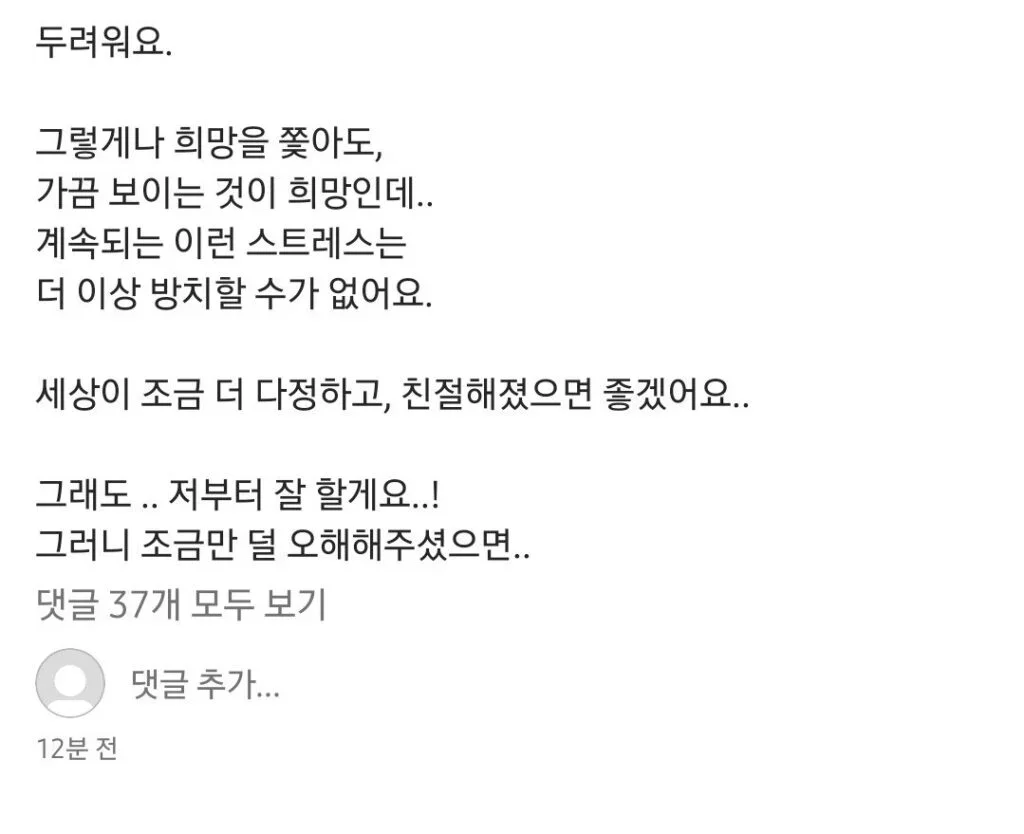 두려워요.
그렇게나 희망을 쫓아도,
가끔 보이는 것이 희망인데..
계속되는 이런 스트레스는
더 이상 방치할 수가 없어요.
세상이 조금 더 다정하고, 친절해졌으면 좋겠어요..
그래도 .. 저부터 잘 할게요..!
그러니 조금만 덜 오해해주셨으면..
댓글 37개 모두 보기
댓글 추가...
12분 전